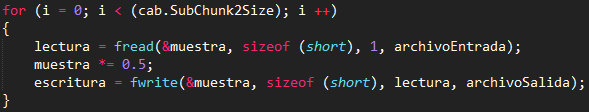 for (i = 0; i < (cab.SubChunk2Size); i ++)
{
    lectura = fread(&muestra, sizeof (short), 1, archivoEntrada);
    muestra *= 0.5;
    escritura = fwrite(&muestra, sizeof (short), lectura, archivoSalida);
}